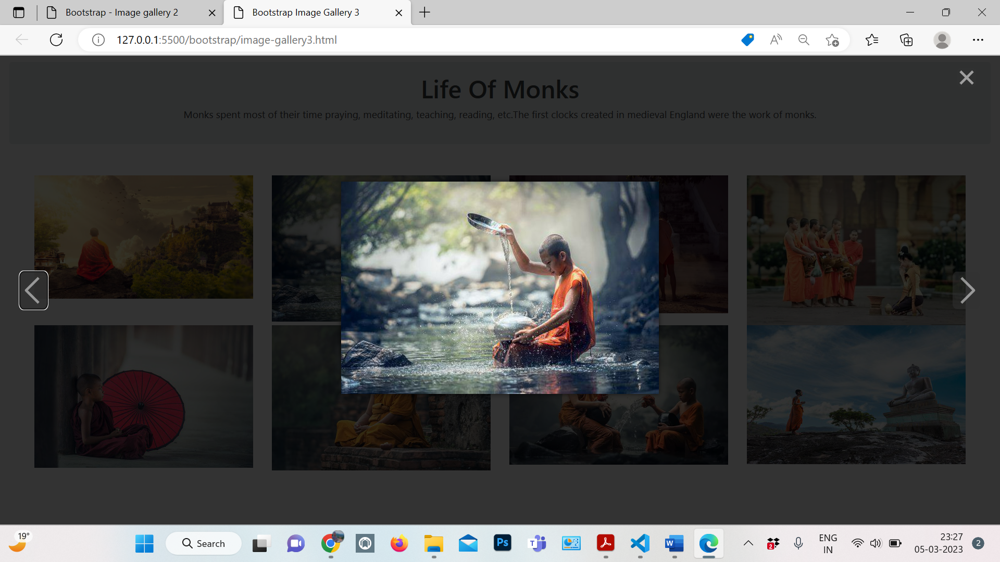 Bootstrap - Image gallery 2
Bootstrap Image Gallery 3
127.0.0.1:5500/bootstrap/image-gallery3.html
Life Of Monks
Monks spent most of their time praying, meditating, teaching, reading, etc.The first clocks created in medieval England were the work of monks.
19°
Search
Ps
T
W
2
ENG
IN
23:27
05-03-2023
2